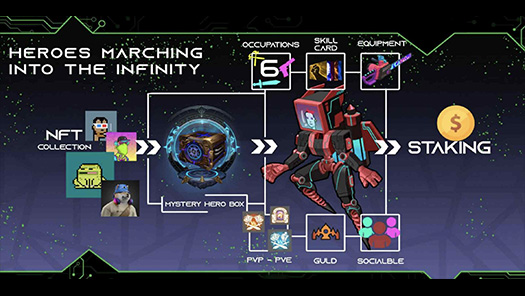 HEROES MARCHING
INTO THE INFINITY
OCCUPATIONS
SKILL
CARD
EQUIPMENT
6
NFT
COLLECTION
MYSTERY HERO BOX
STAKING
$
PVP - PVE
GUILD
SOCIALBLE